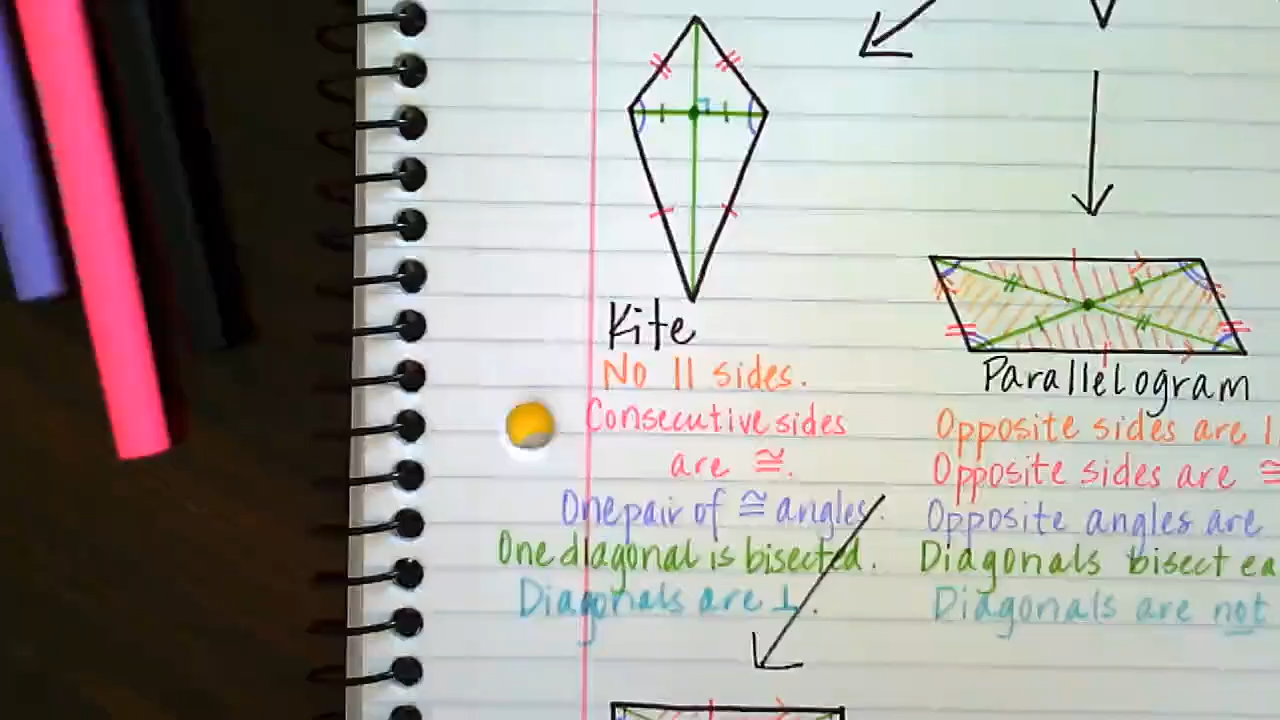 Kite
No || sides.
Consecutive sides
are ≅.
One pair of ≅ angles.
One diagonal is bisected.
Diagonals are ⊥.
Parallelogram
Opposite sides are |
Opposite sides are ≅
Opposite angles are
Diagonals bisect ea
Diagonals are not